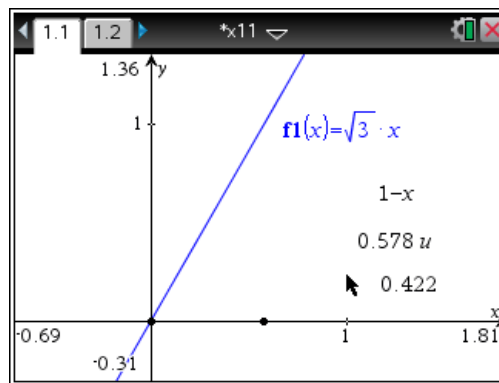 1.1 1.2 *x11
1.36 y
1
f1(x)=√3 · x
1-x
0.578 u
0.422
x
-0.69 1 1.81
-0.31